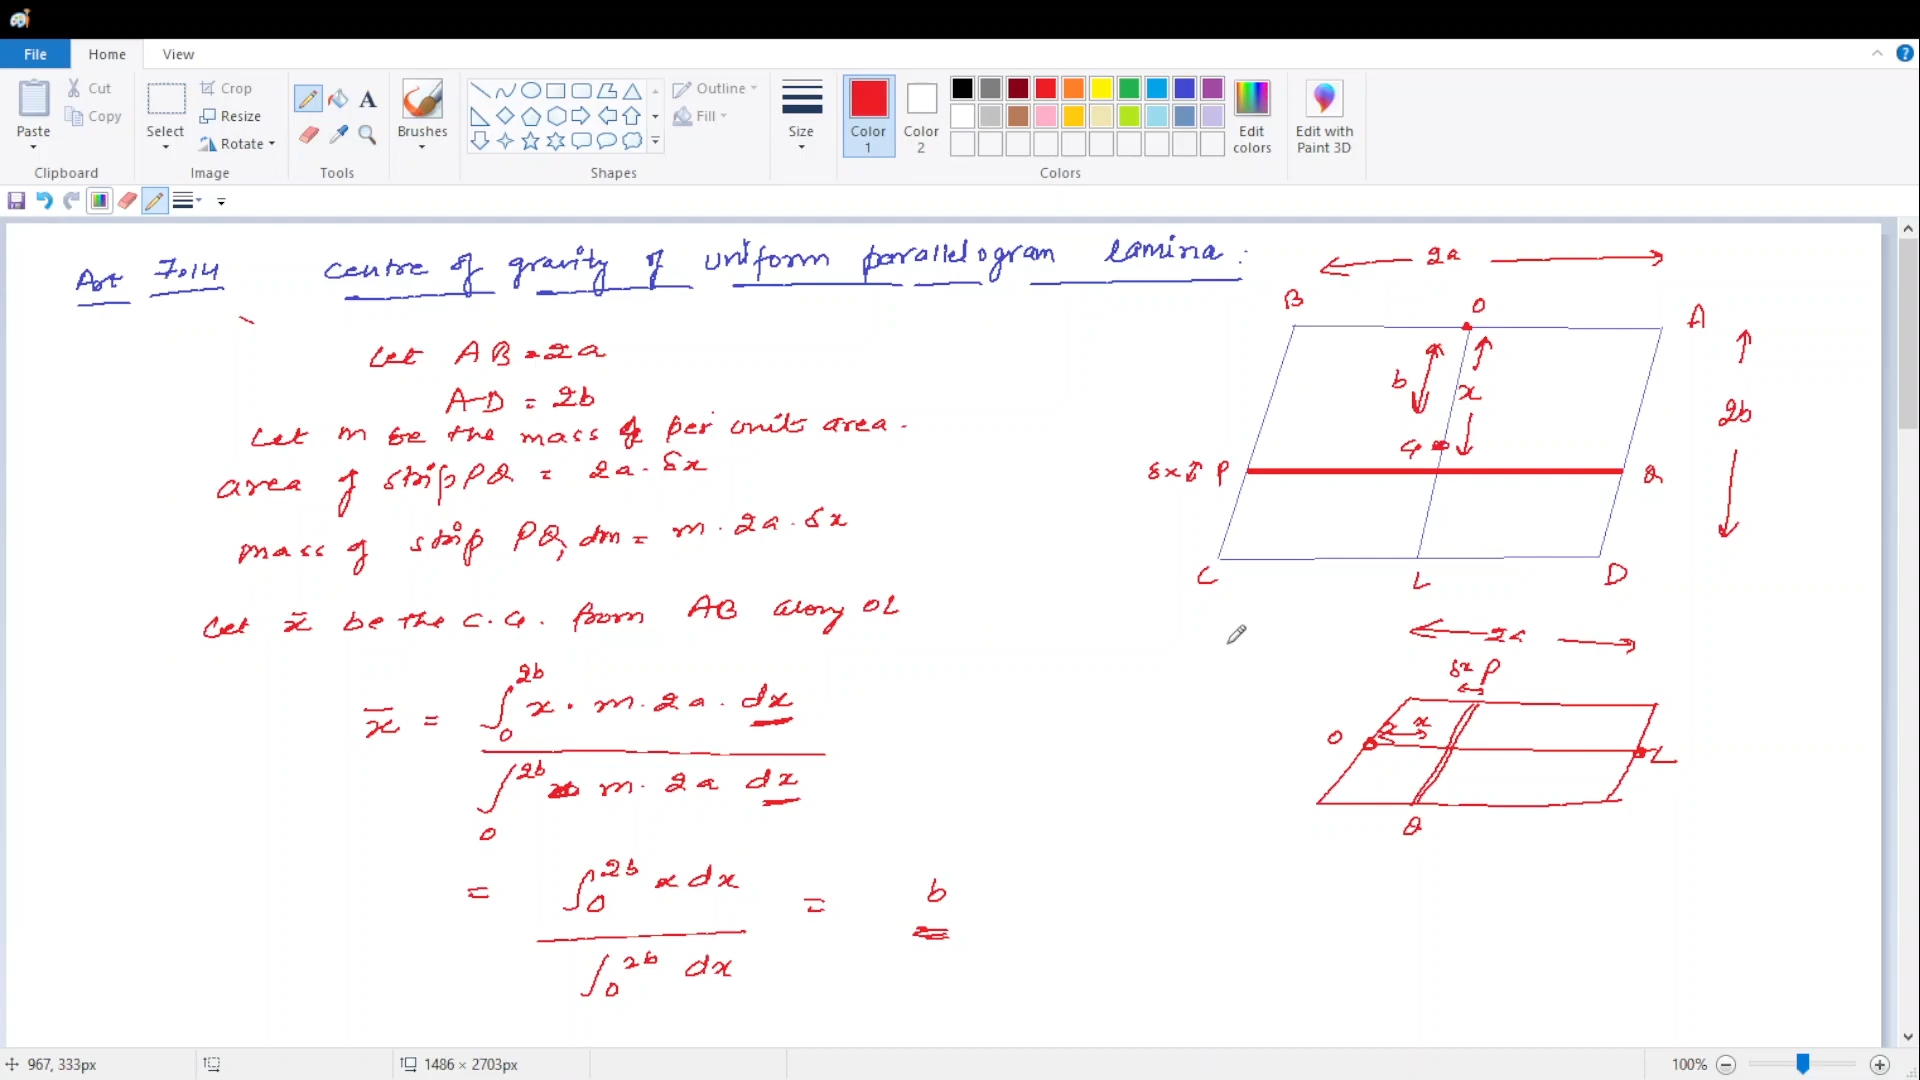 File
Home
View
Paste
Cut
Copy
Clipboard
Select
Crop
Resize
Rotate
Image
A
Tools
Brushes
Outline
Fill
Shapes
Size
Color 1
Color 2
Edit colors
Edit with Paint 3D
Colors
Art 7.14 Centre of gravity of uniform parallelogram lamina :
Let AB = 2a
AD = 2b
Let m be the mass of per unit area.
area of strip PQ = 2a . δx
mass of strip PQ, dm = m . 2a . δx
Let x̄ be the C.G. from AB along OL
x̄ = ∫₀^2b x . m . 2a . dx
∫₀^2b m . 2a dx
= ∫₀^2b x dx = b
∫₀^2b dx
2a
B O A
b x 2b
G
δx P Q
C L D
2a
δx P
O x L
Q
967, 333px
1486 × 2703px
100%